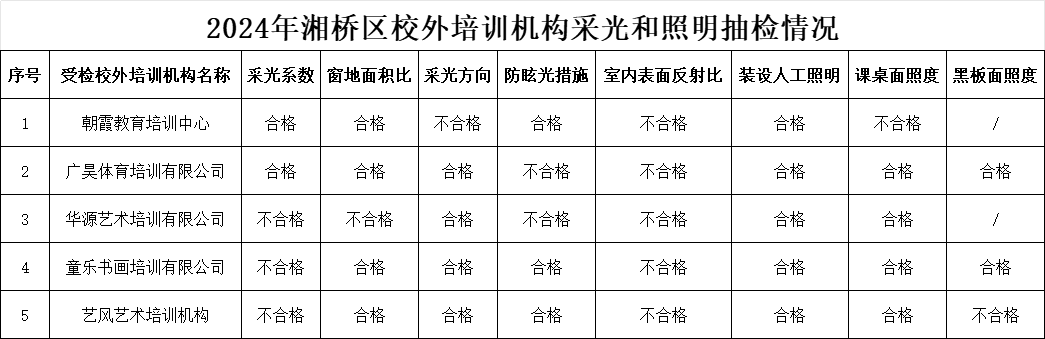 2024年湘桥区校外培训机构采光和照明抽检情况
序号 受检校外培训机构名称 采光系数 窗地面积比 采光方向 防眩光措施 室内表面反射比 装设人工照明 课桌面照度 黑板面照度
1 朝霞教育培训中心 合格 合格 不合格 合格 不合格 合格 不合格 /
2 广昊体育培训有限公司 合格 合格 合格 不合格 不合格 合格 合格 合格
3 华源艺术培训有限公司 不合格 不合格 合格 不合格 不合格 合格 合格 /
4 童乐书画培训有限公司 不合格 合格 合格 合格 不合格 合格 合格 合格
5 艺风艺术培训机构 不合格 合格 合格 合格 不合格 合格 合格 不合格